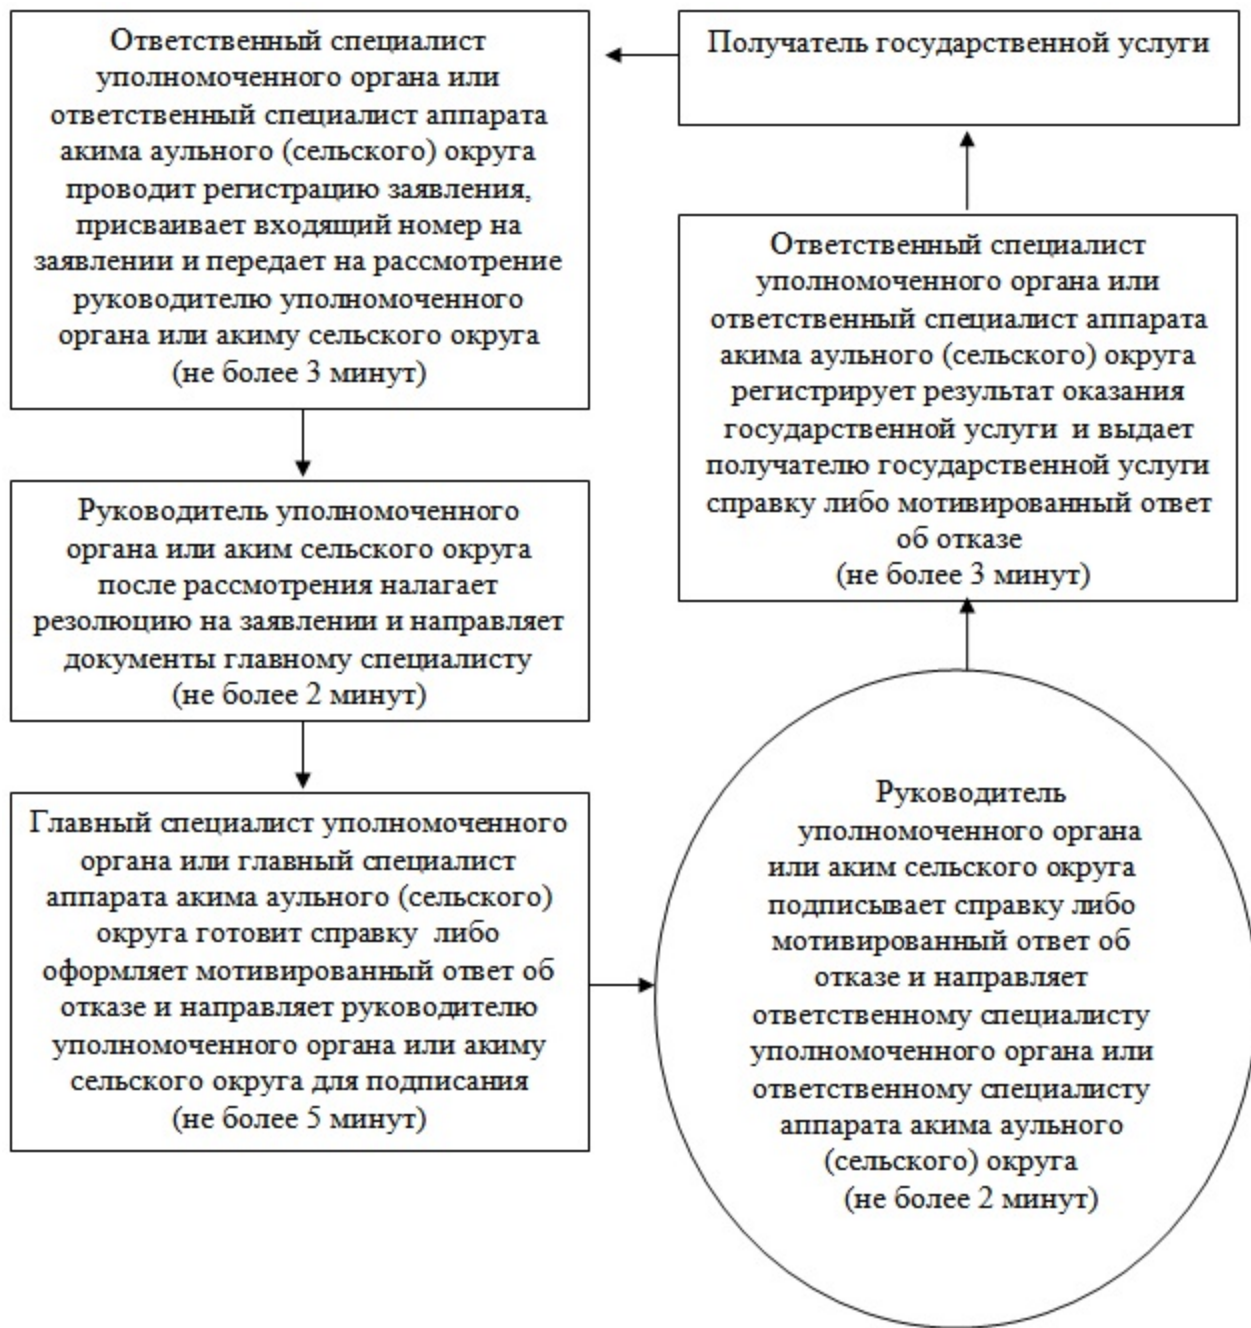 Ответственный специалист
уполномоченного органа или
ответственный специалист аппарата
акима аульного (сельского) округа
проводит регистрацию заявления,
присваивает входящий номер на
заявлении и передает на рассмотрение
руководителю уполномоченного
органа или акиму сельского округа
(не более 3 минут)
Руководитель уполномоченного
органа или аким сельского округа
после рассмотрения налагает
резолюцию на заявлении и направляет
документы главному специалисту
(не более 2 минут)
Главный специалист уполномоченного
органа или главный специалист
аппарата акима аульного (сельского)
округа готовит справку либо
оформляет мотивированный ответ об
отказе и направляет руководителю
уполномоченного органа или акиму
сельского округа для подписания
(не более 5 минут)
Руководитель
уполномоченного органа
или аким сельского округа
подписывает справку либо
мотивированный ответ об
отказе и направляет
ответственному специалисту
уполномоченного органа или
ответственному специалисту
аппарата акима аульного
(сельского) округа
(не более 2 минут)
Ответственный специалист
уполномоченного органа или
ответственный специалист аппарата
акима аульного (сельского) округа
регистрирует результат оказания
государственной услуги и выдает
получателю государственной услуги
справку либо мотивированный ответ
об отказе
(не более 3 минут)
Получатель государственной услуги